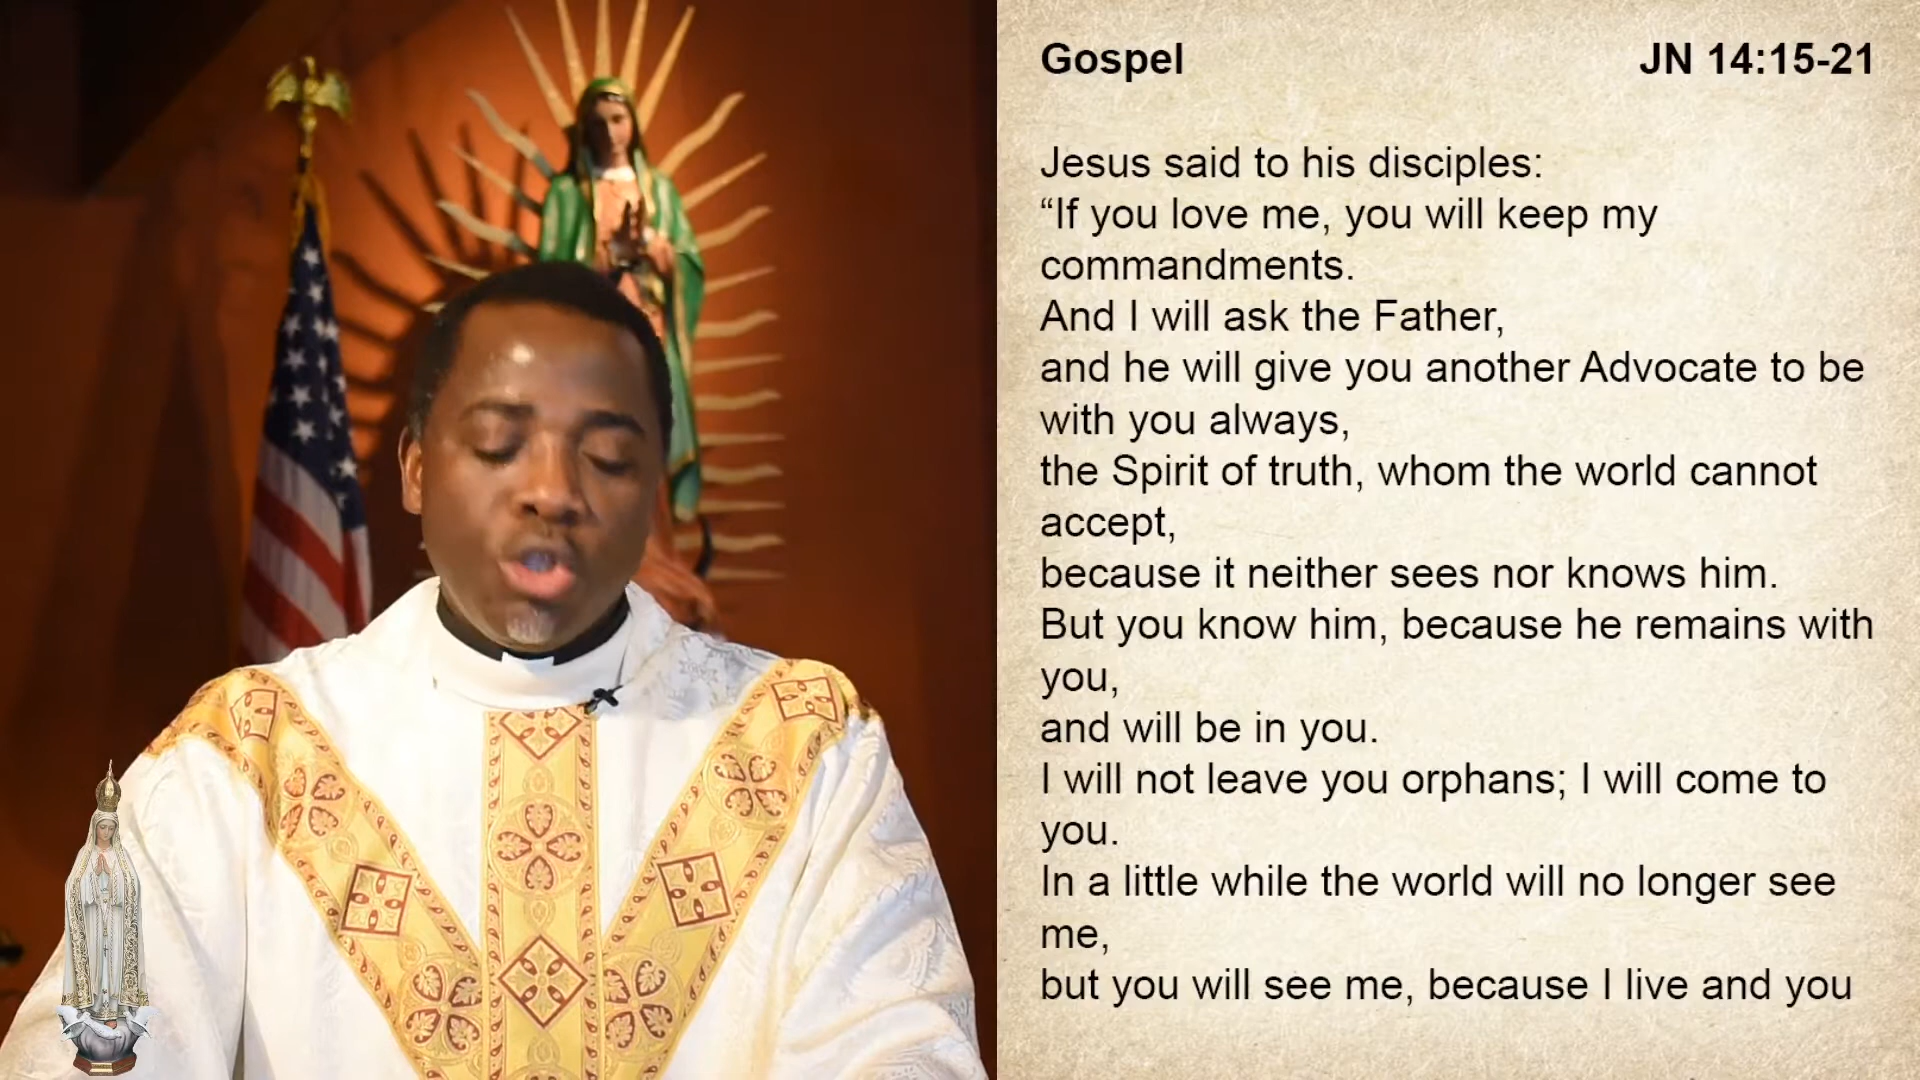 Gospel JN 14:15-21
Jesus said to his disciples:
“If you love me, you will keep my
commandments.
And I will ask the Father,
and he will give you another Advocate to be
with you always,
the Spirit of truth, whom the world cannot
accept,
because it neither sees nor knows him.
But you know him, because he remains with
you,
and will be in you.
I will not leave you orphans; I will come to
you.
In a little while the world will no longer see
me,
but you will see me, because I live and you